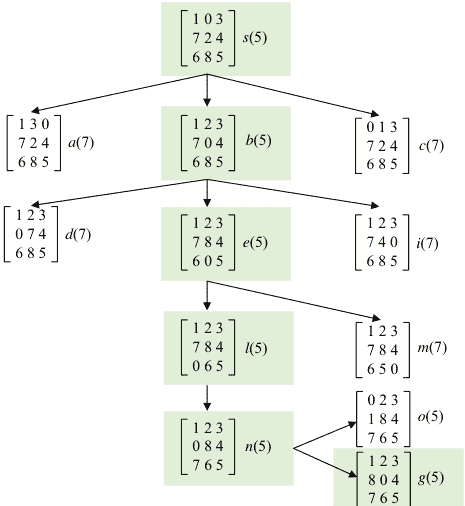 1 0 3
7 2 4
6 8 5
s(5)
1 3 0
7 2 4
6 8 5
a(7)
1 2 3
7 0 4
6 8 5
b(5)
0 1 3
7 2 4
6 8 5
c(7)
1 2 3
0 7 4
6 8 5
d(7)
1 2 3
7 8 4
6 0 5
e(5)
1 2 3
7 4 0
6 8 5
i(7)
1 2 3
7 8 4
0 6 5
l(5)
1 2 3
7 8 4
6 5 0
m(7)
1 2 3
0 8 4
7 6 5
n(5)
0 2 3
1 8 4
7 6 5
o(5)
1 2 3
8 0 4
7 6 5
g(5)